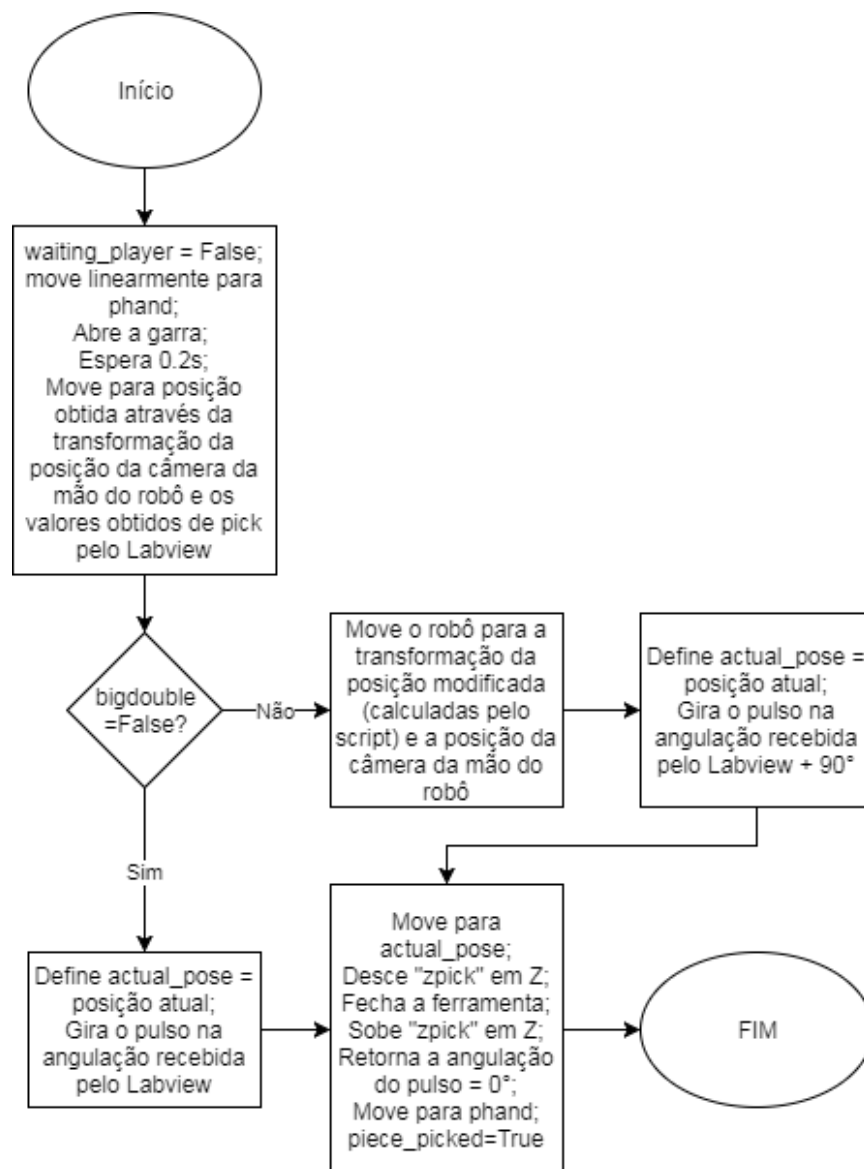 Início
waiting_player = False;
move linearmente para
phand;
Abre a garra;
Espera 0.2s;
Move para posição
obtida através da
transformação da
posição da câmera da
mão do robô e os
valores obtidos de pick
pelo Labview
bigdouble
=False?
Não
Move o robô para a
transformação da
posição modificada
(calculadas pelo
script) e a posição da
câmera da mão do
robô
Define actual_pose =
posição atual;
Gira o pulso na
angulação recebida
pelo Labview + 90°
Sim
Define actual_pose =
posição atual;
Gira o pulso na
angulação recebida
pelo Labview
Move para
actual_pose;
Desce "zpick" em Z;
Fecha a ferramenta;
Sobe "zpick" em Z;
Retorna a angulação
do pulso = 0°;
Move para phand;
piece_picked=True
FIM